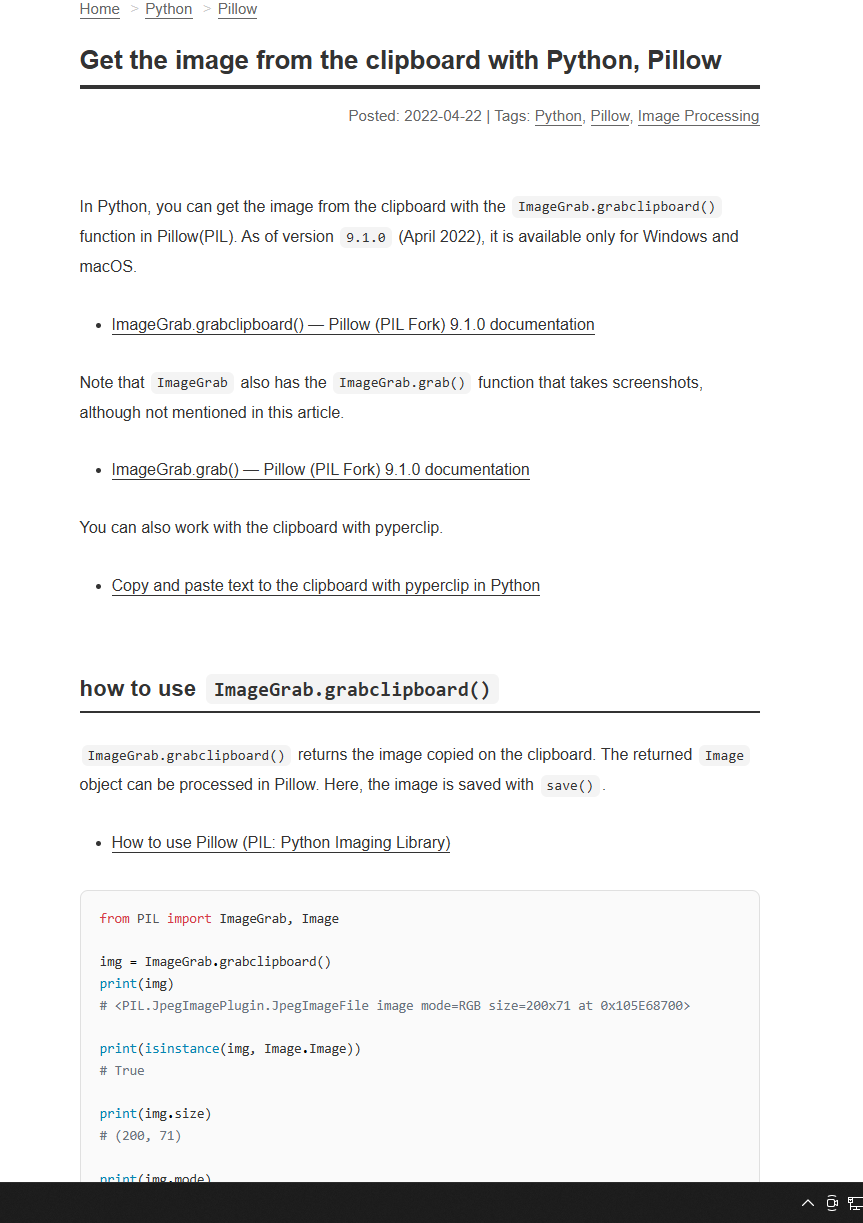 Home > Python > Pillow
Get the image from the clipboard with Python, Pillow
Posted: 2022-04-22 | Tags: Python, Pillow, Image Processing
In Python, you can get the image from the clipboard with the ImageGrab.grabclipboard()
function in Pillow(PIL). As of version 9.1.0 (April 2022), it is available only for Windows and
macOS.
• ImageGrab.grabclipboard() — Pillow (PIL Fork) 9.1.0 documentation
Note that ImageGrab also has the ImageGrab.grab() function that takes screenshots,
although not mentioned in this article.
• ImageGrab.grab() — Pillow (PIL Fork) 9.1.0 documentation
You can also work with the clipboard with pyperclip.
• Copy and paste text to the clipboard with pyperclip in Python
how to use ImageGrab.grabclipboard()
ImageGrab.grabclipboard() returns the image copied on the clipboard. The returned Image
object can be processed in Pillow. Here, the image is saved with save() .
• How to use Pillow (PIL: Python Imaging Library)
from PIL import ImageGrab, Image
img = ImageGrab.grabclipboard()
print(img)
# <PIL.JpegImagePlugin.JpegImageFile image mode=RGB size=200x71 at 0x105E68700>
print(isinstance(img, Image.Image))
# True
print(img.size)
# (200, 71)
print(img.mode)